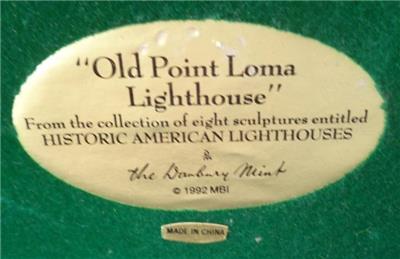 "Old Point Loma
Lighthouse"
From the collection of eight sculptures entitled
HISTORIC AMERICAN LIGHTHOUSES
&
the Danbury Mint
© 1992 MBI
MADE IN CHINA